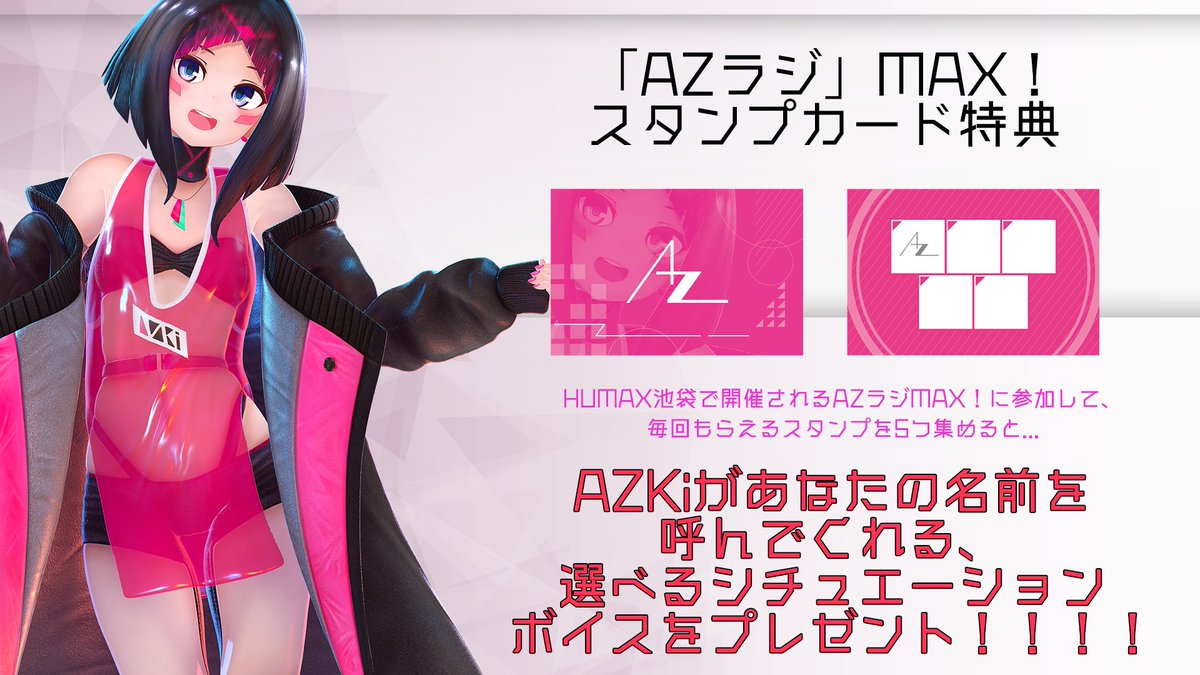 「AZラジ」MAX！
スタンプカード特典
AZ
AZ
AZKi
HUMAX池袋で開催されるAZラジMAX！に参加して、
毎回もらえるスタンプを5つ集めると...
AZKiがあなたの名前を
呼んでくれる、
選べるシチュエーション
ボイスをプレゼント！！！！